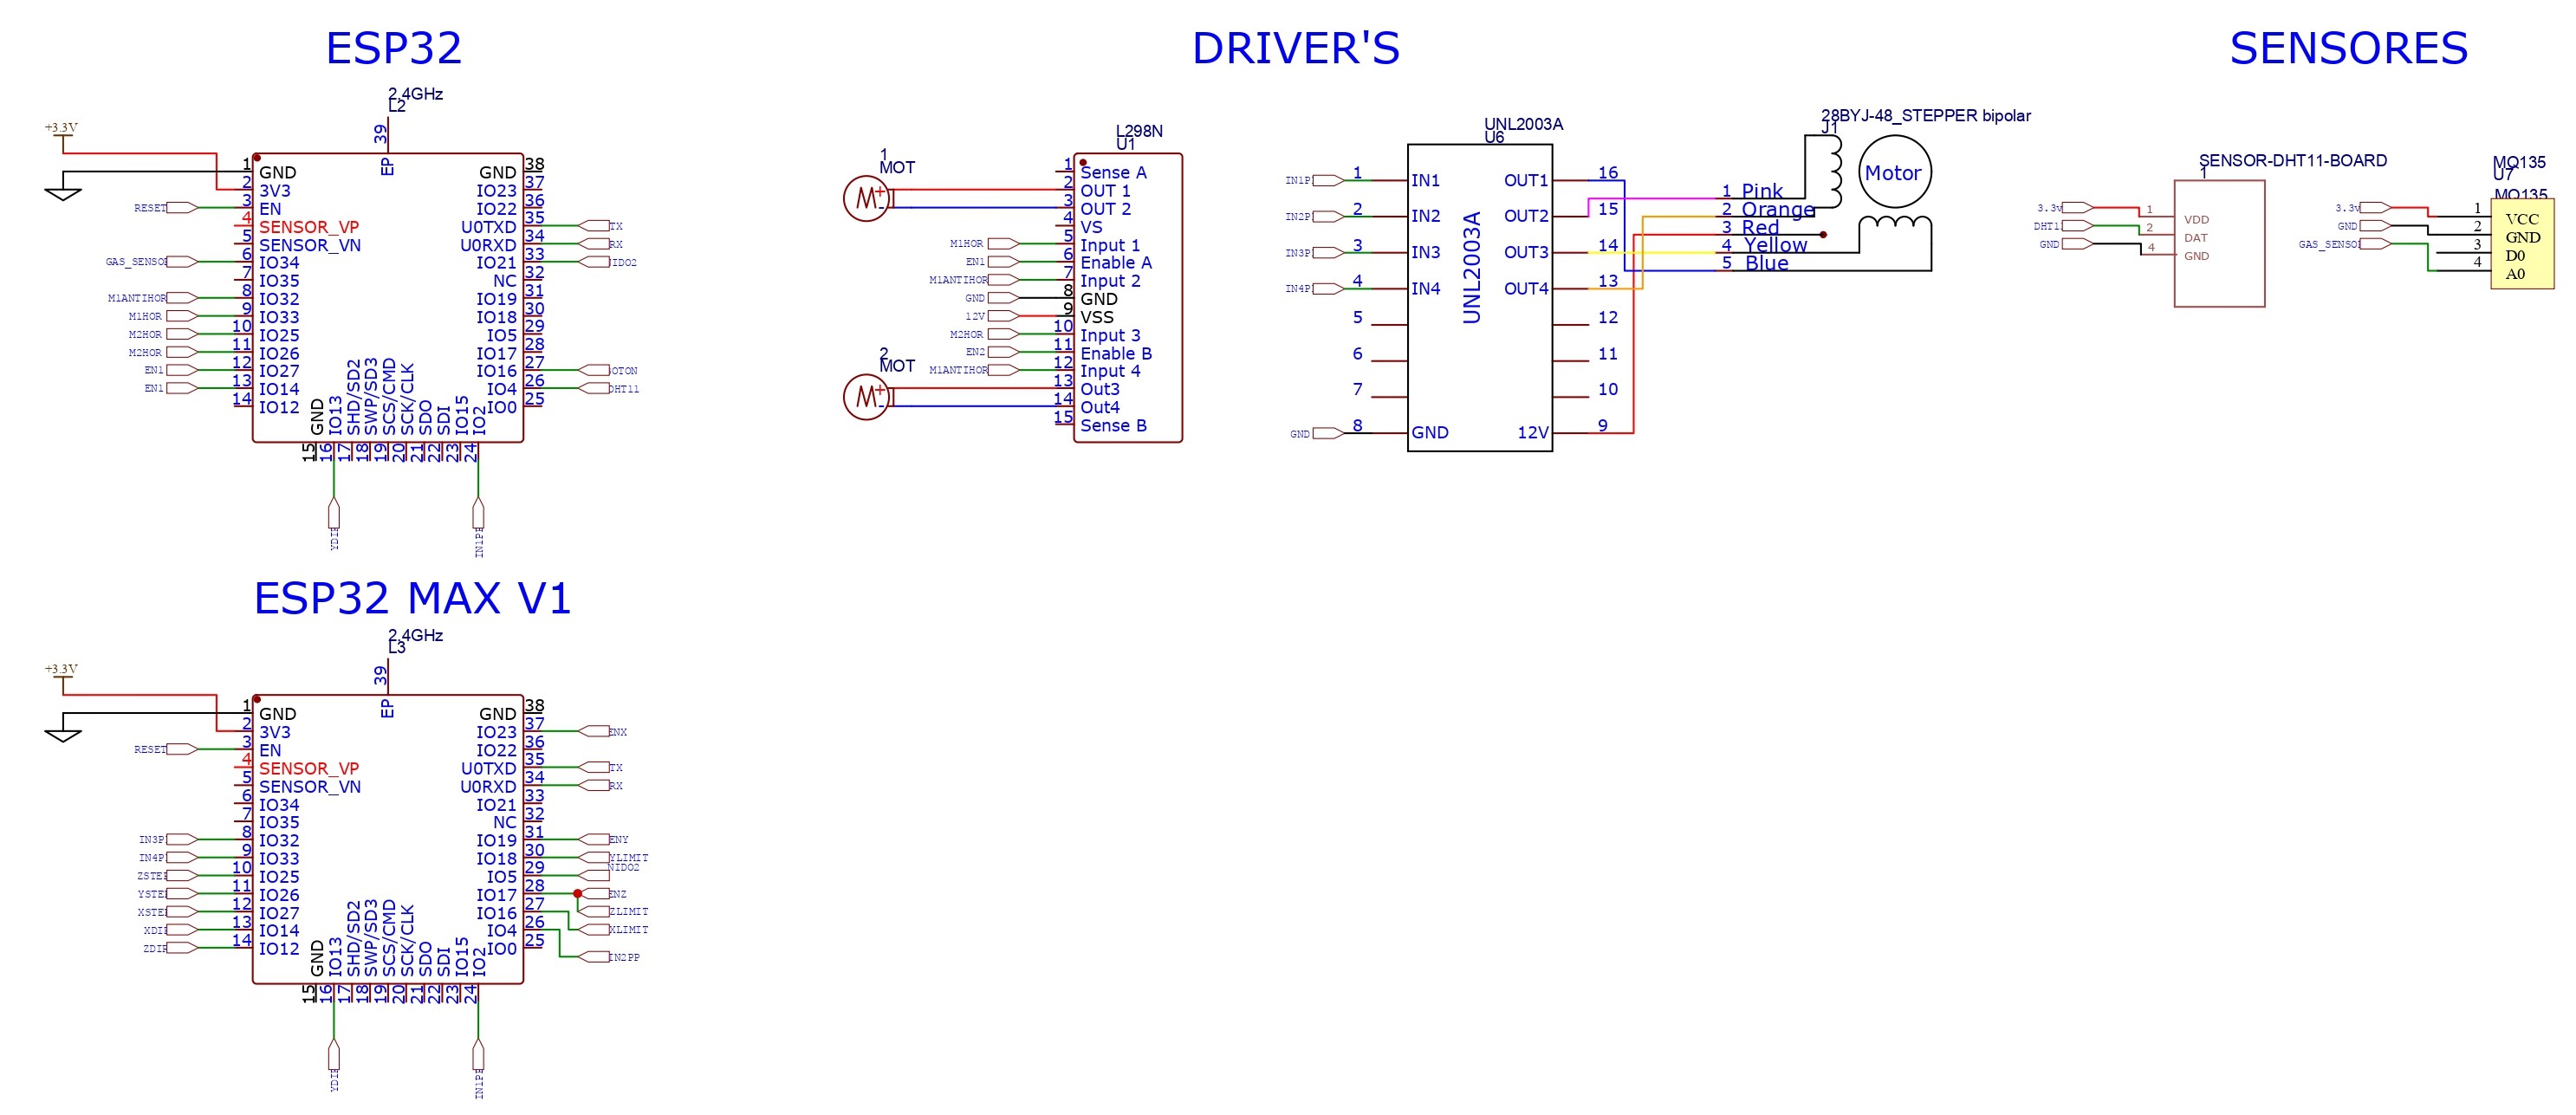 ESP32
DRIVER'S
SENSORES
2,4GHz
L2
+3.3V
39
EP
1 GND
2 3V3
RESET 3 EN
4 SENSOR_VP
5 SENSOR_VN
6 IO34
7 IO35
M1ANTIHOR 8 IO32
M1HOR 9 IO33
M2HOR 10 IO25
M2HOR 11 IO26
EN1 12 IO27
EN1 13 IO14
14 IO12
GND 38
IO23 37
IO22 36
U0TXD 35 TX
U0RXD 34 RX
IO21 33
NC 32
IO19 31
IO18 30
IO5 29
IO17 28
IO16 27
IO4 26
IO0 25
GND IO13 SHD/SD2 SWP/SD3 SCS/CMD SCK/CLK SDO SDI IO15 IO2
15 16 17 18 19 20 21 22 23 24
1
MOT
M + -
2
MOT
M + -
L298N
U1
1 Sense A
2 OUT 1
3 OUT 2
4 VS
M1HOR 5 Input 1
EN1 6 Enable A
M1ANTIHOR 7 Input 2
GND 8 GND
12V 9 VSS
M2HOR 10 Input 3
EN2 11 Enable B
M1ANTIHOR 12 Input 4
13 Out3
14 Out4
15 Sense B
UNL2003A
U6
UNL2003A
IN1P 1 IN1
IN2P 2 IN2
IN3P 3 IN3
IN4P 4 IN4
5
6
7
GND 8 GND
OUT1 16
OUT2 15
OUT3 14
OUT4 13
12
11
10
12V 9
28BYJ-48_STEPPER bipolar
J1
Motor
1 Pink
2 Orange
3 Red
4 Yellow
5 Blue
SENSOR-DHT11-BOARD
1
3.3v 1 VDD
DHT1 2 DAT
GND 4 GND
MQ135
U7
MQ135
3.3v 1 VCC
GND 2 GND
3 D0
4 A0
ESP32 MAX V1
2,4GHz
L3
+3.3V
39
EP
1 GND
2 3V3
RESET 3 EN
4 SENSOR_VP
5 SENSOR_VN
6 IO34
7 IO35
IN3P 8 IO32
IN4P 9 IO33
10 IO25
11 IO26
12 IO27
13 IO14
14 IO12
GND 38
IO23 37 ENX
IO22 36
U0TXD 35 TX
U0RXD 34 RX
IO21 33
NC 32
IO19 31 ENY
IO18 30 YLIMIT
IO5 29 NIDO2
IO17 28 ENZ
ZLIMIT
IO16 27 XLIMIT
IO4 26 IN2PP
IO0 25
GND IO13 SHD/SD2 SWP/SD3 SCS/CMD SCK/CLK SDO SDI IO15 IO2
15 16 17 18 19 20 21 22 23 24